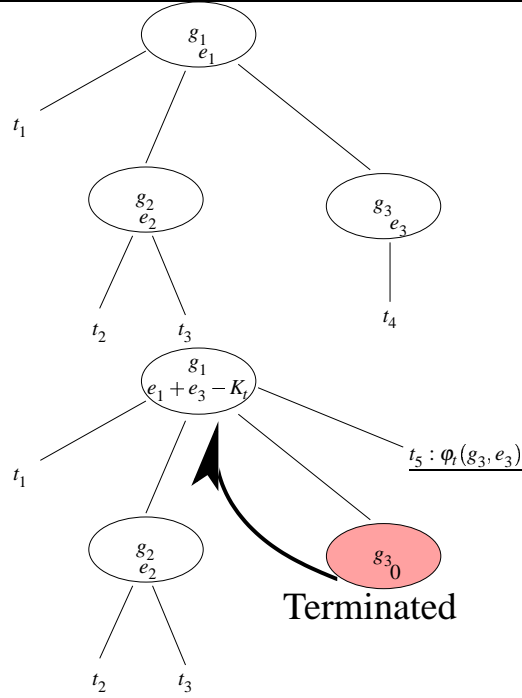 g₁
e₁
t₁
g₂
e₂
g₃
e₃
t₂ t₃
t₄
g₁
e₁ + e₃ − Kₜ
t₁
t₅ : φₜ(g₃, e₃)
g₂
e₂
g₃
0
Terminated
t₂ t₃